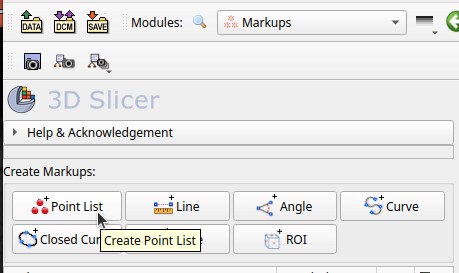 DATA DCM SAVE Modules: Markups
3D Slicer
Help & Acknowledgement
Create Markups:
Point List Line Angle Curve
Closed Create Point List ROI